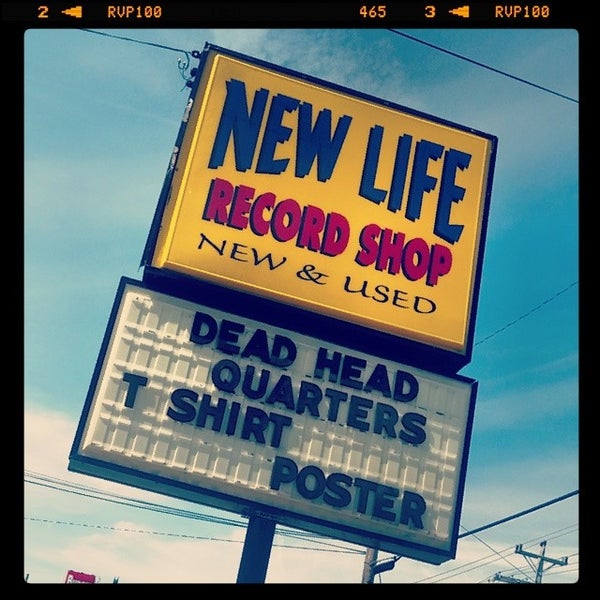 2 RVP100 465 3 RVP100
NEW LIFE
RECORD SHOP
NEW & USED
DEAD HEAD
QUARTERS
T SHIRT
POSTER